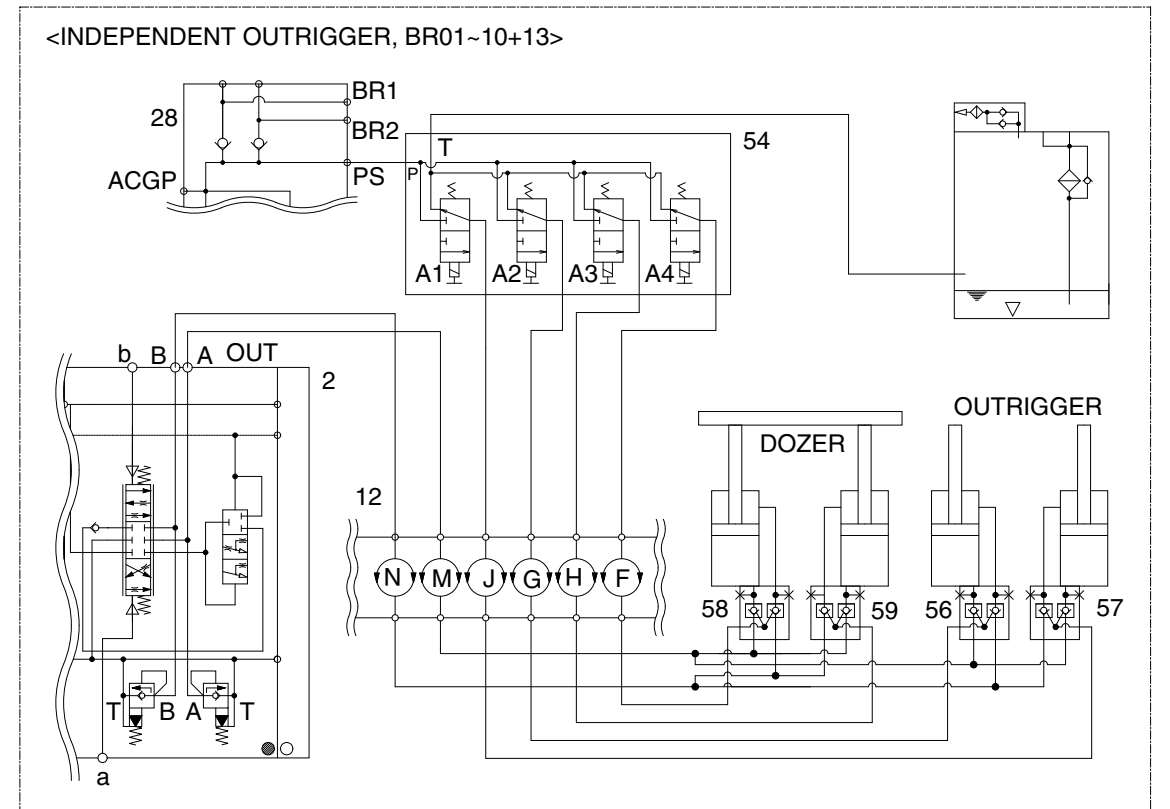 <INDEPENDENT OUTRIGGER, BR01~10+13>
BR1
28
BR2
T
54
ACGP
PS
P
A1 A2 A3 A4
b B A OUT
2
OUTRIGGER
DOZER
12
N M J G H F
58 59 56 57
T B A T
a